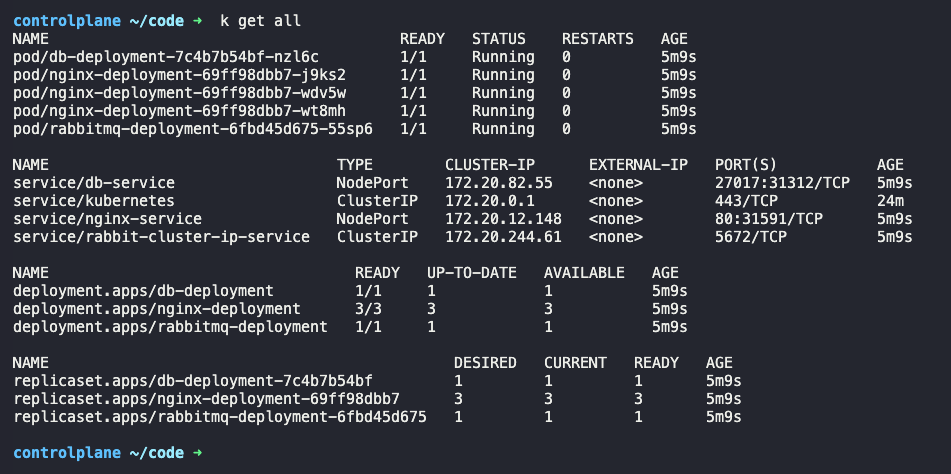 controlplane ~/code ➜  k get all
NAME                                       READY   STATUS    RESTARTS   AGE
pod/db-deployment-7c4b7b54bf-nzl6c         1/1     Running   0          5m9s
pod/nginx-deployment-69ff98dbb7-j9ks2      1/1     Running   0          5m9s
pod/nginx-deployment-69ff98dbb7-wdv5w      1/1     Running   0          5m9s
pod/nginx-deployment-69ff98dbb7-wt8mh      1/1     Running   0          5m9s
pod/rabbitmq-deployment-6fbd45d675-55sp6   1/1     Running   0          5m9s
NAME                                TYPE        CLUSTER-IP      EXTERNAL-IP   PORT(S)           AGE
service/db-service                  NodePort    172.20.82.55    <none>        27017:31312/TCP   5m9s
service/kubernetes                  ClusterIP   172.20.0.1      <none>        443/TCP           24m
service/nginx-service               NodePort    172.20.12.148   <none>        80:31591/TCP      5m9s
service/rabbit-cluster-ip-service   ClusterIP   172.20.244.61   <none>        5672/TCP          5m9s
NAME                                  READY   UP-TO-DATE   AVAILABLE   AGE
deployment.apps/db-deployment         1/1     1            1           5m9s
deployment.apps/nginx-deployment      3/3     3            3           5m9s
deployment.apps/rabbitmq-deployment   1/1     1            1           5m9s
NAME                                             DESIRED   CURRENT   READY   AGE
replicaset.apps/db-deployment-7c4b7b54bf         1         1         1       5m9s
replicaset.apps/nginx-deployment-69ff98dbb7      3         3         3       5m9s
replicaset.apps/rabbitmq-deployment-6fbd45d675   1         1         1       5m9s
controlplane ~/code ➜